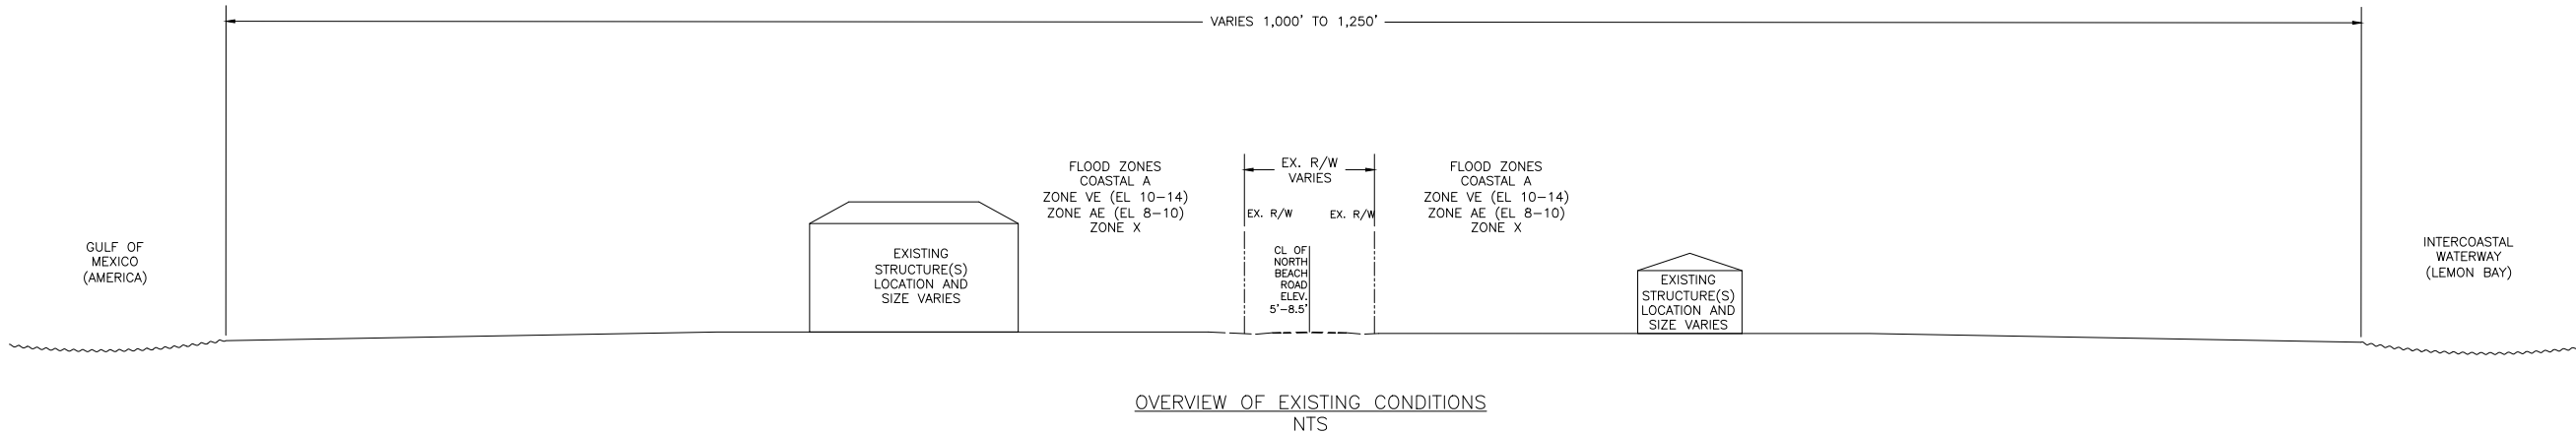 VARIES 1,000' TO 1,250'
GULF OF
MEXICO
(AMERICA)
EXISTING
STRUCTURE(S)
LOCATION AND
SIZE VARIES
FLOOD ZONES
COASTAL A
ZONE VE (EL 10-14)
ZONE AE (EL 8-10)
ZONE X
EX. R/W
VARIES
EX. R/W
EX. R/W
CL OF
NORTH
BEACH
ROAD
ELEV.
5'-8.5'
FLOOD ZONES
COASTAL A
ZONE VE (EL 10-14)
ZONE AE (EL 8-10)
ZONE X
EXISTING
STRUCTURE(S)
LOCATION AND
SIZE VARIES
INTERCOASTAL
WATERWAY
(LEMON BAY)
OVERVIEW OF EXISTING CONDITIONS
NTS